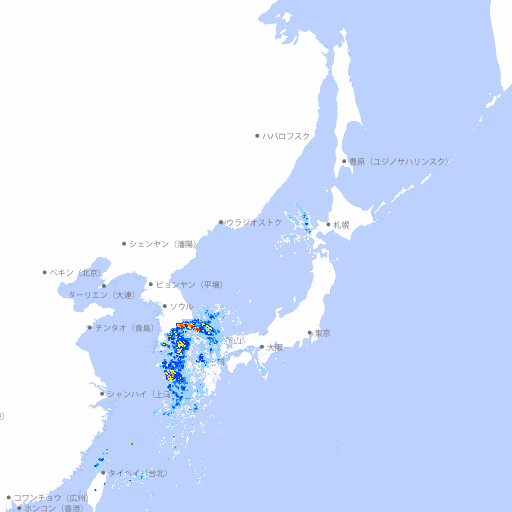 ハバロフスク
豊原（ユジノサハリンスク）
ウラジオストク
札幌
シェンヤン（瀋陽）
ペキン（北京）
ピョンヤン（平壌）
ターリエン（大連）
ソウル
チンタオ（青島）
東京
大阪
シャンハイ（上海
タイペイ（台北）
コワンチョウ（広州）
ホンコン（香港）